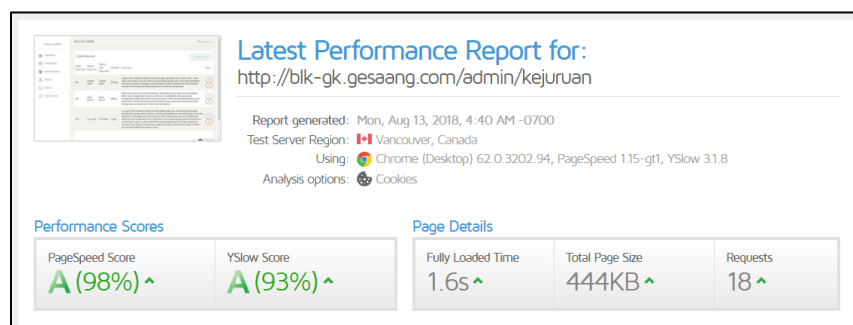 Latest Performance Report for:
http://blk-gk.gesaang.com/admin/kejuruan
Report generated: Mon, Aug 13, 2018, 4:40 AM -0700
Test Server Region: Vancouver, Canada
Using: Chrome (Desktop) 62.0.3202.94, PageSpeed 1.15-gt1, YSlow 3.1.8
Analysis options: Cookies
Performance Scores
Page Details
PageSpeed Score
YSlow Score
Fully Loaded Time
Total Page Size
Requests
A (98%)
A (93%)
1.6s
444KB
18